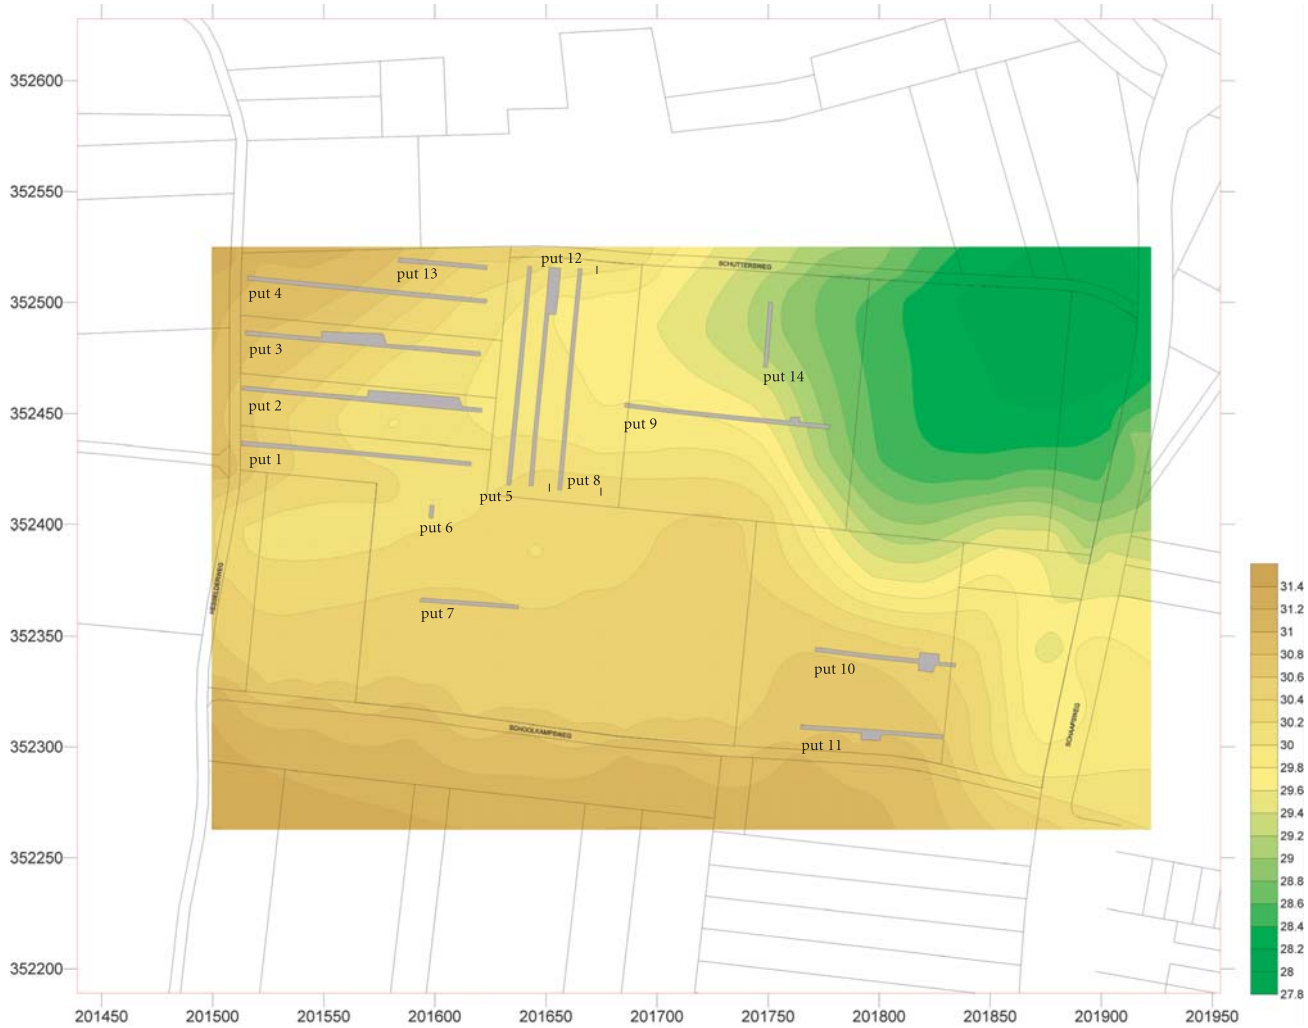 352600
352550
352500
352450
352400
352350
352300
352250
352200
put 12
SCHUTTERSWEG
put 13
put 4
put 3
put 14
put 2
put 9
put 1
put 8
put 5
put 6
HESSELDERWEG
put 7
put 10
SCHAAPSWEG
SCHOOLKAMPSWEG
put 11
31.4
31.2
31
30.8
30.6
30.4
30.2
30
29.8
29.6
29.4
29.2
29
28.8
28.6
28.4
28.2
28
27.8
201450
201500
201550
201600
201650
201700
201750
201800
201850
201900
201950